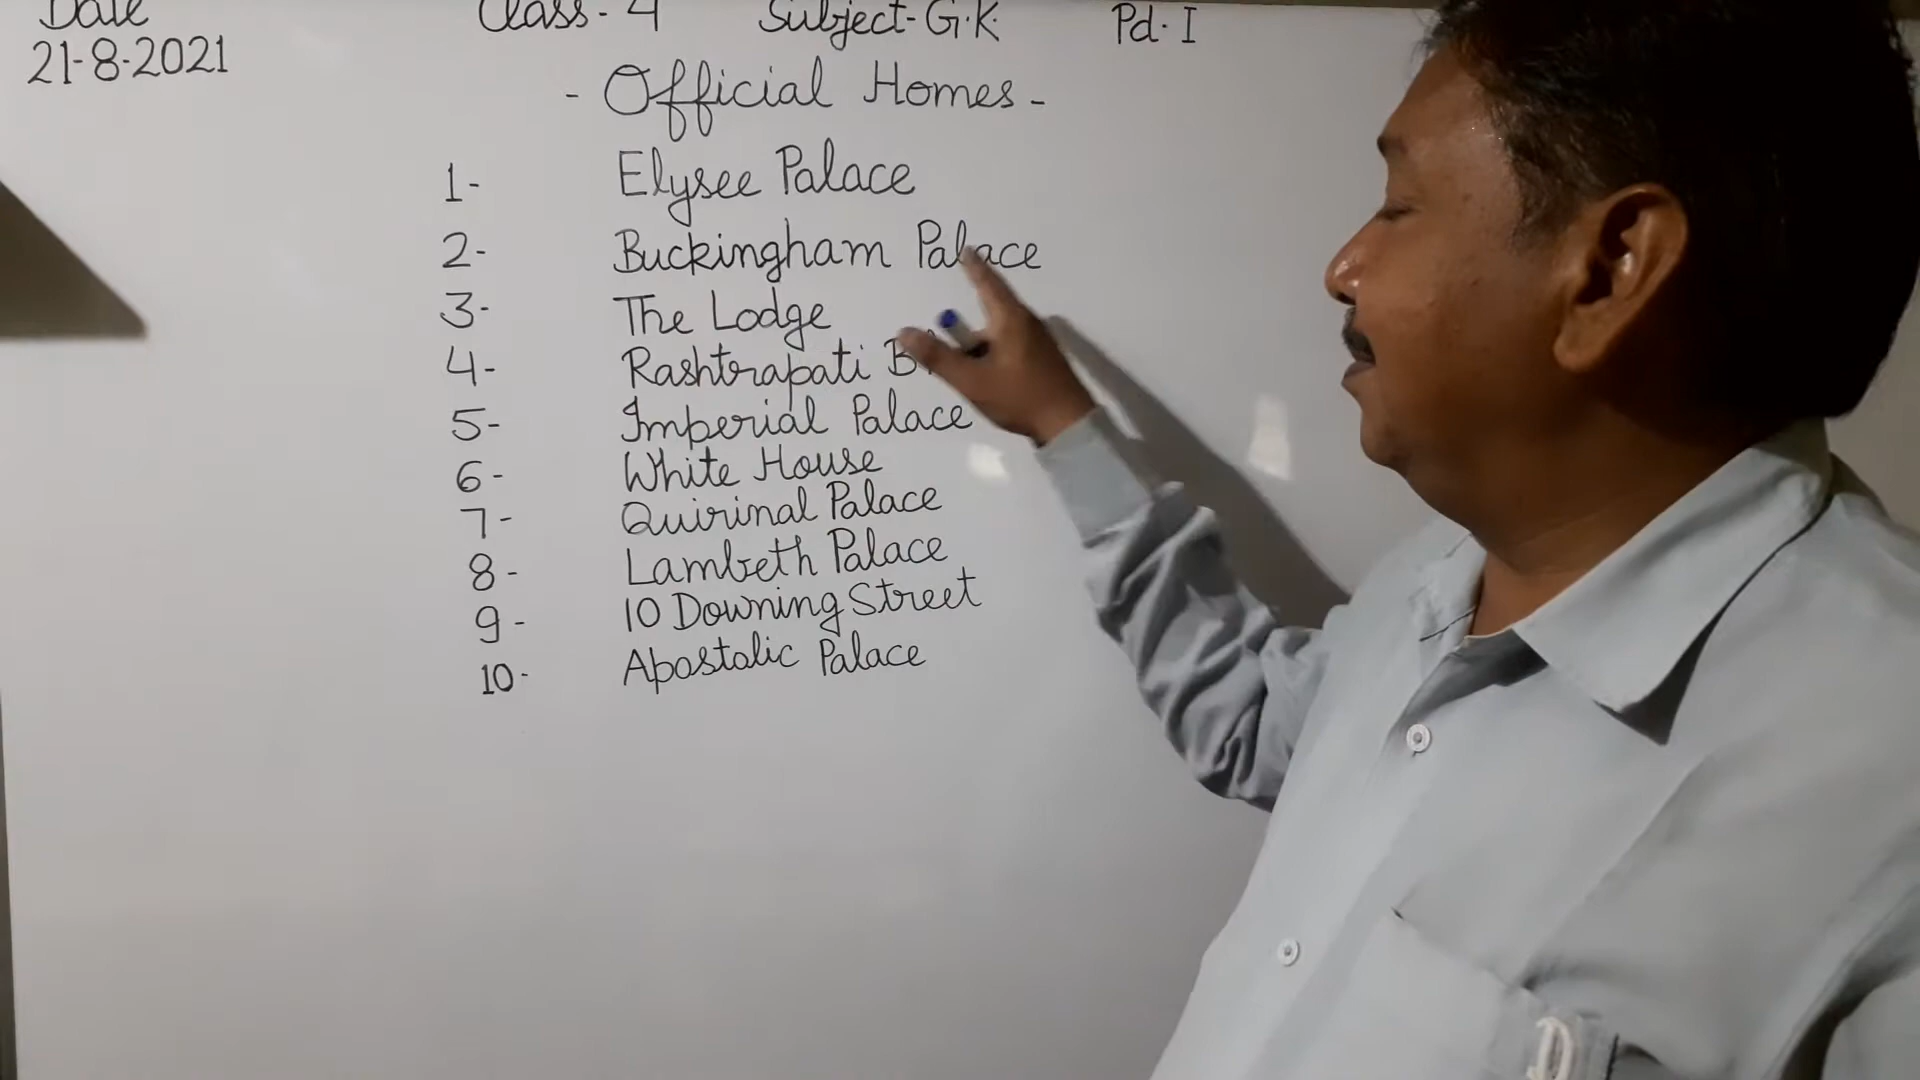 Date Class - 4 Subject - G.K. Pd. I
21-8-2021
- Official Homes -
1- Elysee Palace
2- Buckingham Palace
3- The Lodge
4- Rashtrapati
5- Imperial Palace
6- White House
7- Quirinal Palace
8- Lambeth Palace
9- 10 Downing Street
10- Apostolic Palace
D